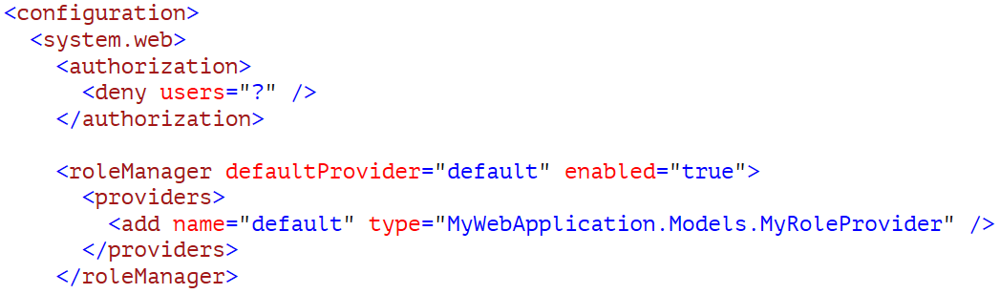 <configuration>
  <system.web>
    <authorization>
      <deny users="?" />
    </authorization>

    <roleManager defaultProvider="default" enabled="true">
      <providers>
        <add name="default" type="MyWebApplication.Models.MyRoleProvider" />
      </providers>
    </roleManager>